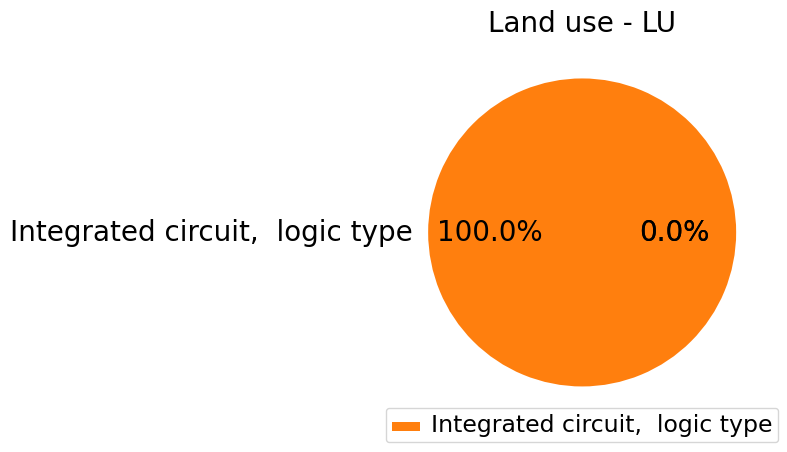 Land use - LU
Integrated circuit,  logic type
100.0%
0.0%
Integrated circuit,  logic type